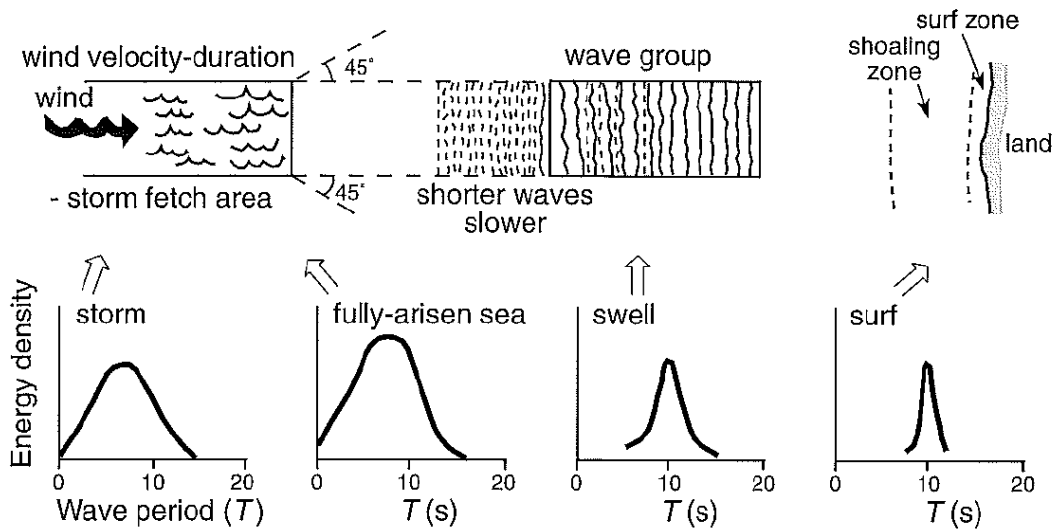 wind velocity-duration
wind
45°
45°
- storm fetch area
wave group
shorter waves
slower
surf zone
shoaling
zone
land
Energy density
storm
0 10 20
Wave period (T)
fully-arisen sea
0 10 20
T (s)
swell
0 10 20
T (s)
surf
0 10 20
T (s)